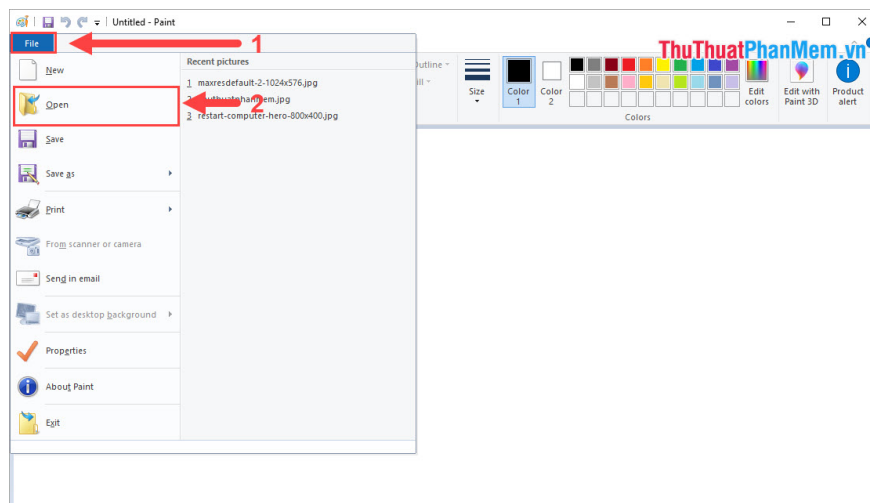 Untitled - Paint
File
1
ThuThuatPhanMem.vn
New
Open
2
Save
Save as
Print
From scanner or camera
Send in email
Set as desktop background
Properties
About Paint
Exit
Recent pictures
1 maxresdefault-2-1024x576.jpg
3 restart-computer-hero-800x400.jpg
Outline
Size
Color
1
Color
2
Edit
colors
Edit with
Paint 3D
Product
alert
Colors